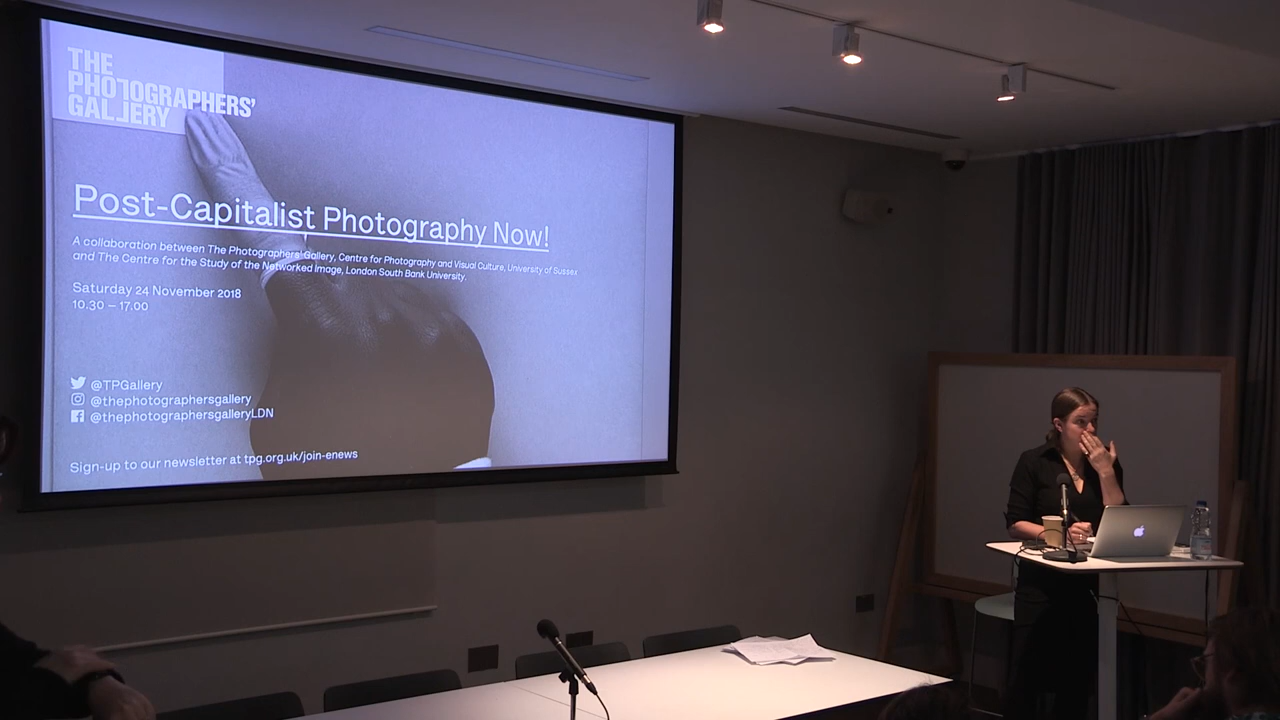 THE
PHOTOGRAPHERS'
GALLERY
Post-Capitalist Photography Now!
A collaboration between The Photographers' Gallery, Centre for Photography and Visual Culture, University of Sussex
and The Centre for the Study of the Networked Image, London South Bank University.
Saturday 24 November 2018
10.30 – 17.00
@TPGallery
@thephotographersgallery
@thephotographersgalleryLDN
Sign-up to our newsletter at tpg.org.uk/join-enews